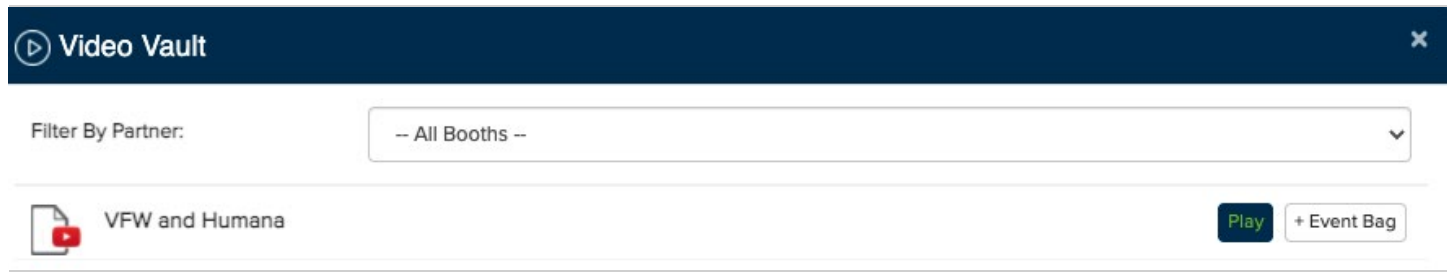 Video Vault
×
Filter By Partner:
-- All Booths --
VFW and Humana
Play
+ Event Bag